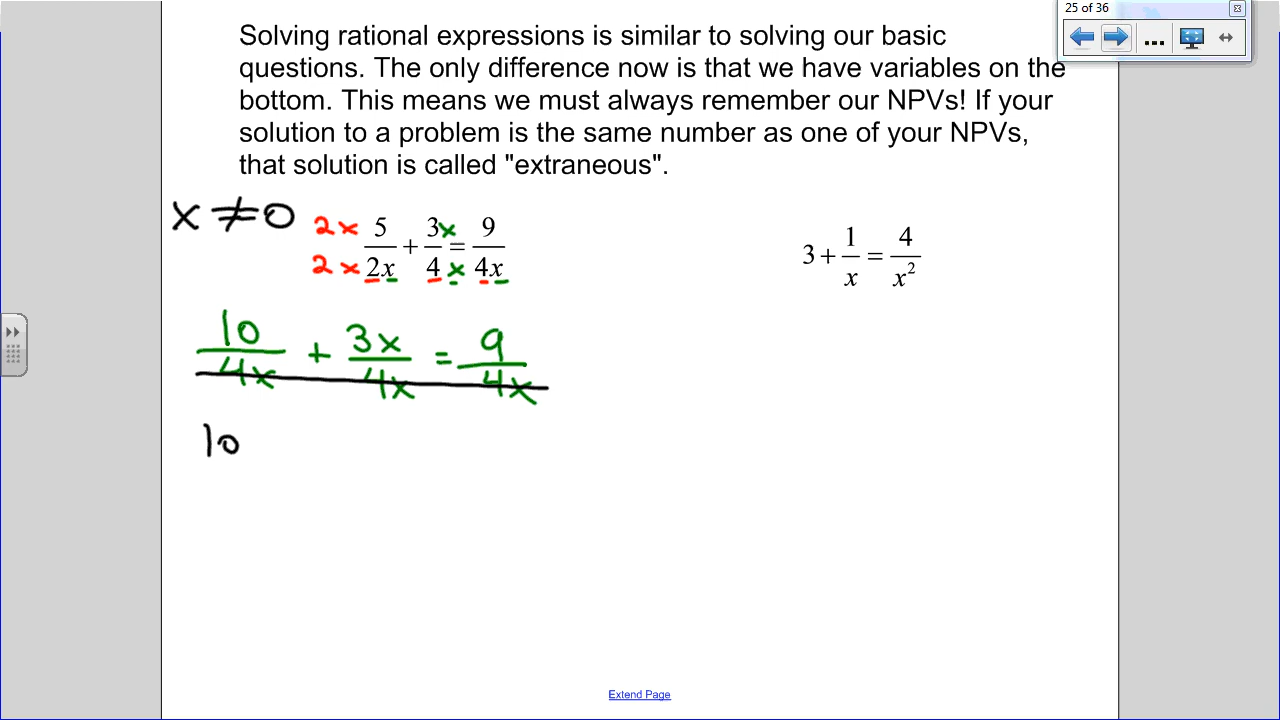 25 of 36
Solving rational expressions is similar to solving our basic
questions. The only difference now is that we have variables on the
bottom. This means we must always remember our NPVs! If your
solution to a problem is the same number as one of your NPVs,
that solution is called "extraneous".
x ≠ 0
2x 5/2x 2x + 3x/4x = 9/4x
3 + 1/x = 4/x²
10/4x + 3x/4x = 9/4x
10
Extend Page